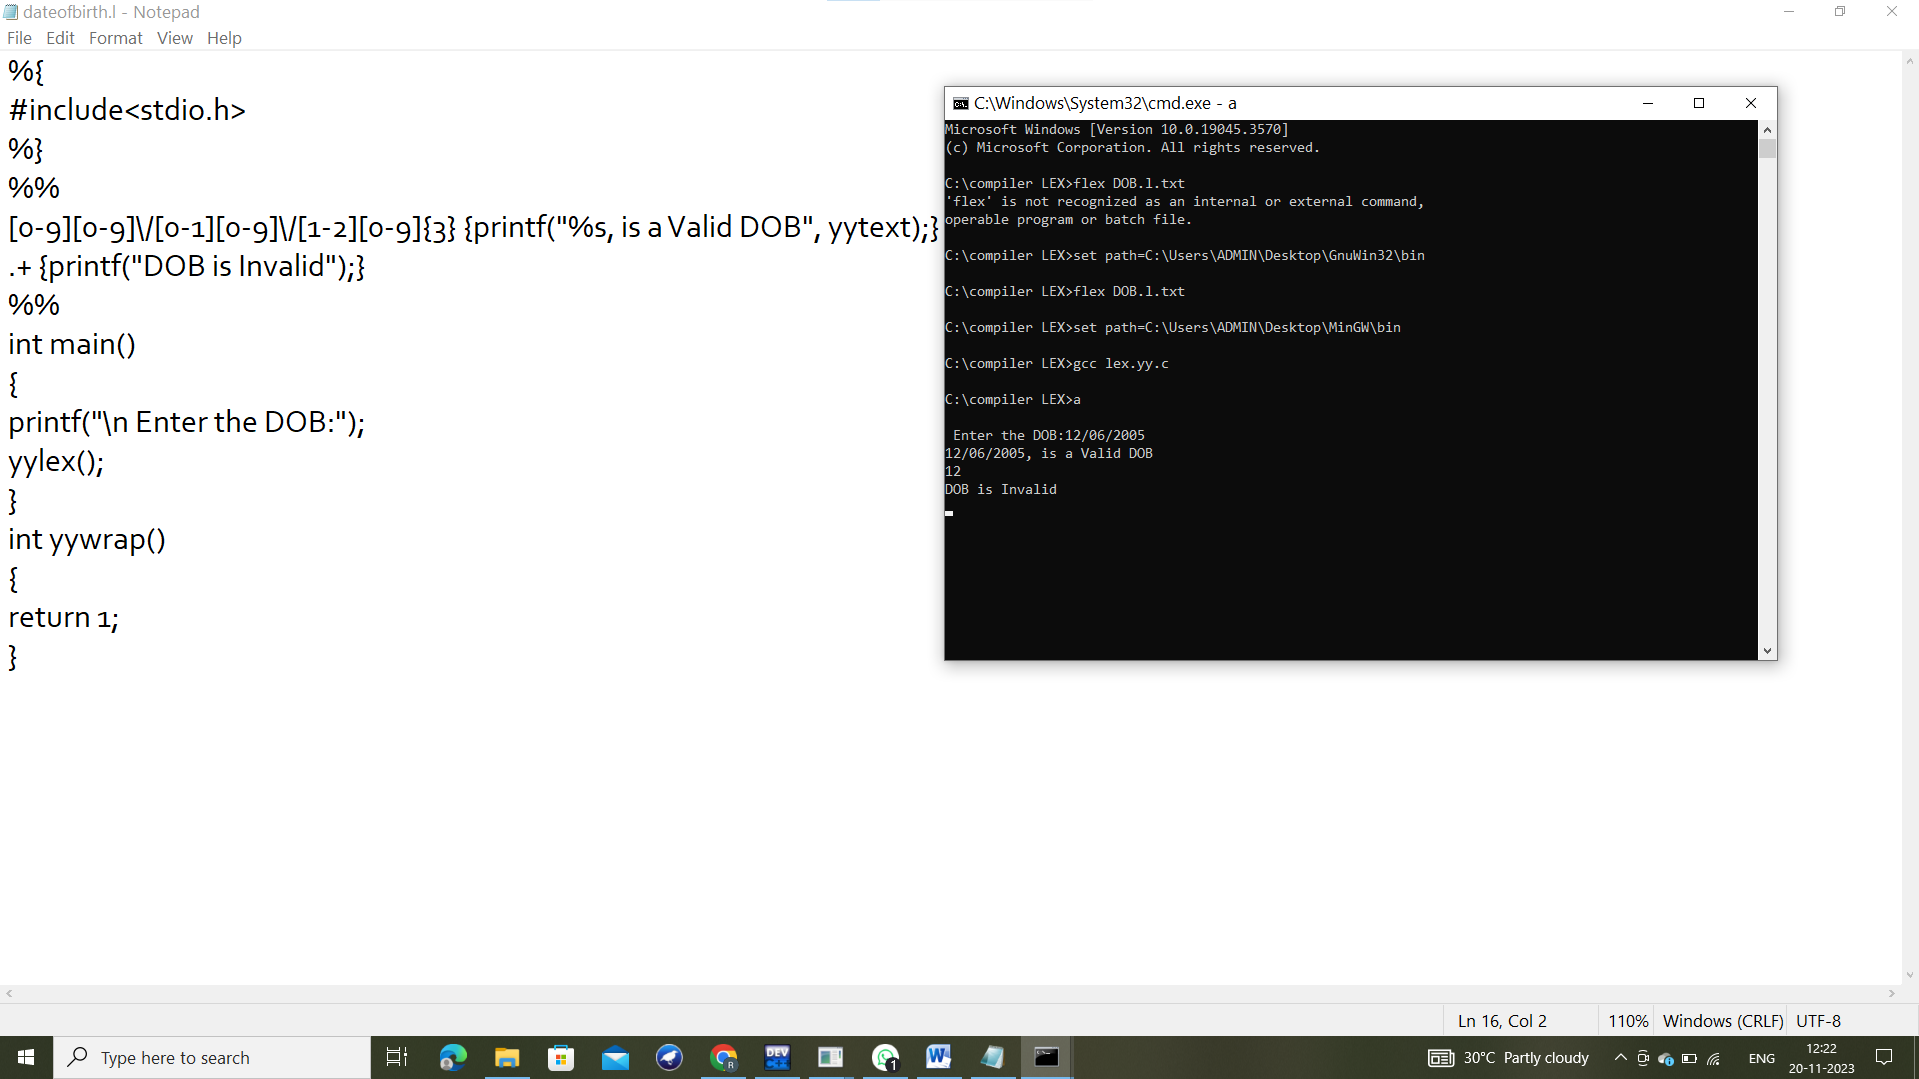 dateofbirth.l - Notepad
File Edit Format View Help
%{
#include<stdio.h>
%}
%%
[0-9][0-9]\/[0-1][0-9]\/[1-2][0-9]{3} {printf("%s, is a Valid DOB", yytext);}
.+ {printf("DOB is Invalid");}
%%
int main()
{
printf("\n Enter the DOB:");
yylex();
}
int yywrap()
{
return 1;
}
C:\Windows\System32\cmd.exe - a
Microsoft Windows [Version 10.0.19045.3570]
(c) Microsoft Corporation. All rights reserved.
C:\compiler LEX>flex DOB.l.txt
'flex' is not recognized as an internal or external command,
operable program or batch file.
C:\compiler LEX>set path=C:\Users\ADMIN\Desktop\GnuWin32\bin
C:\compiler LEX>flex DOB.l.txt
C:\compiler LEX>set path=C:\Users\ADMIN\Desktop\MinGW\bin
C:\compiler LEX>gcc lex.yy.c
C:\compiler LEX>a
Enter the DOB:12/06/2005
12/06/2005, is a Valid DOB
12
DOB is Invalid
Ln 16, Col 2 110% Windows (CRLF) UTF-8
Type here to search
DEV
R
1
W
30°C Partly cloudy
ENG
12:22
20-11-2023